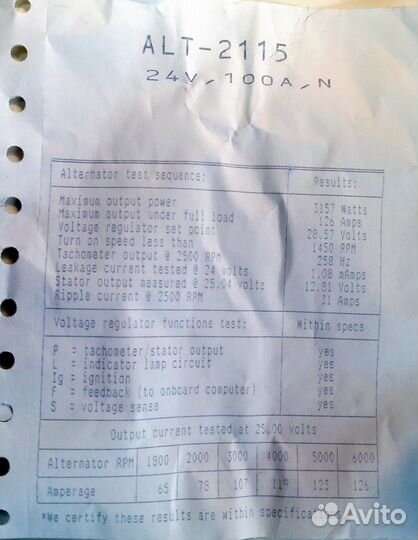 ALT-2115
24V, 100A, N
Alternator test sequence: Results:
Maximum output power 3157 Watts
Maximum output under full load 126 Amps
Voltage regulator set point 28.57 Volts
Turn on speed less than 1450 RPM
Tachometer output @ 2500 RPM 258 Hz
Leakage current tested @ 24 volts 1.08 mAmps
Stator output measured @ 25.04 volts 12.81 Volts
Ripple current @ 2500 RPM 31 Amps
Voltage regulator functions test: Within specs
P = tachometer/stator output yes
L = indicator lamp circuit yes
Ig = ignition yes
F = feedback (to onboard computer) yes
S = voltage sense yes
Output current tested at 25.00 volts
Alternator RPM 1800 2000 3000 4000 5000 6000
Amperage 65 78 107 119 123 126
*We certify these results are within
Avito